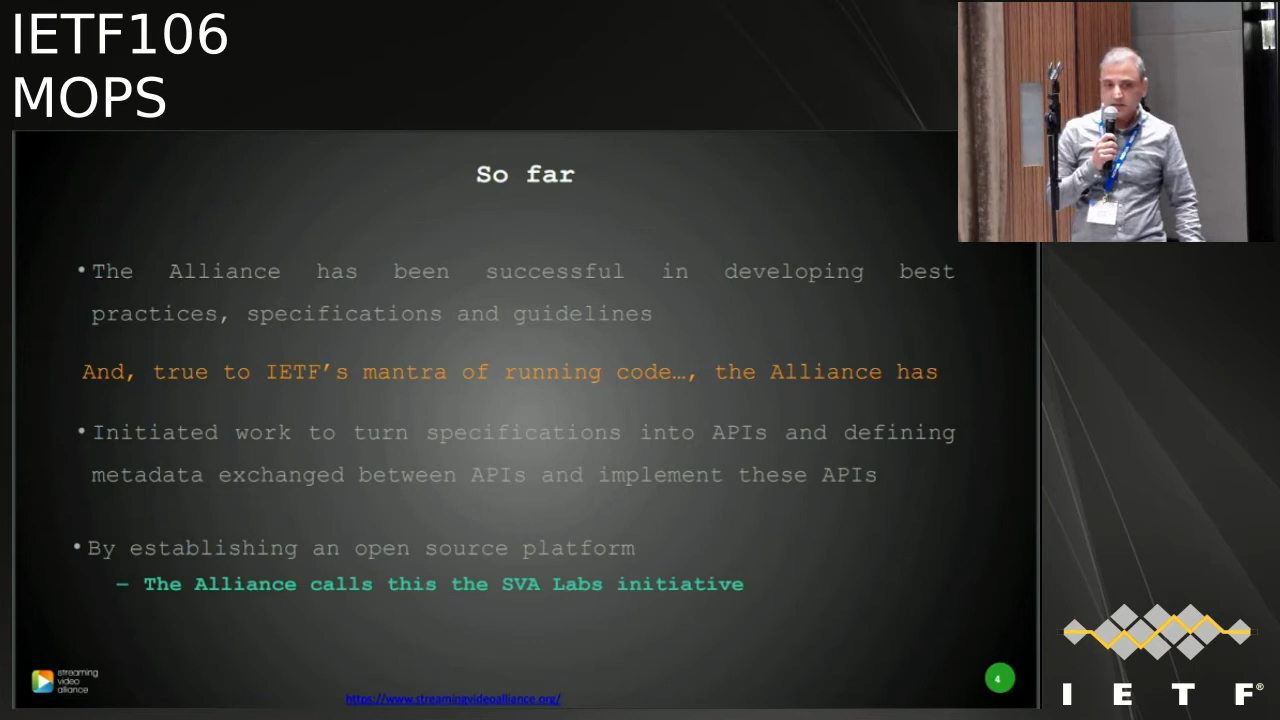 IETF106
MOPS
So far
•The Alliance has been successful in developing best
practices, specifications and guidelines
And, true to IETF’s mantra of running code…, the Alliance has
•Initiated work to turn specifications into APIs and defining
metadata exchanged between APIs and implement these APIs
•By establishing an open source platform
– The Alliance calls this the SVA Labs initiative
streaming
video
alliance
https://www.streamingvideoalliance.org/
4
I E T F®